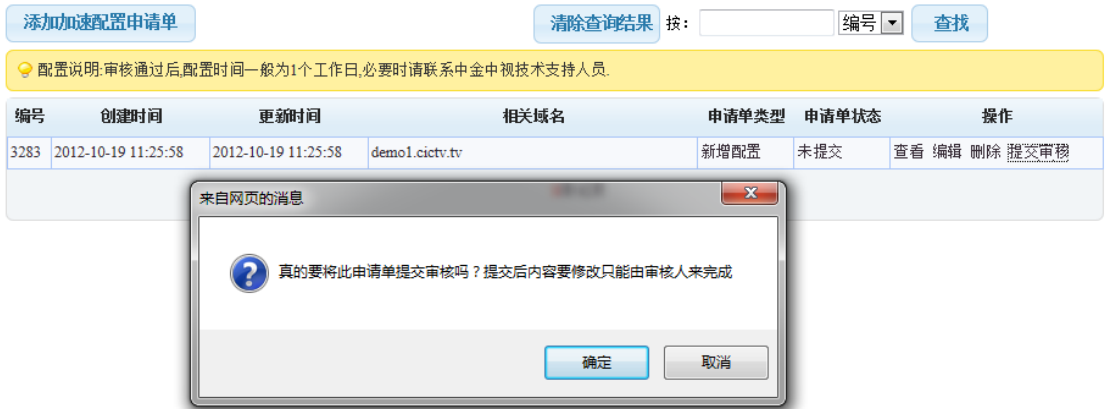 添加加速配置申请单 清除查询结果 按： 编号 查找
配置说明:审核通过后,配置时间一般为1个工作日,必要时请联系中金中视技术支持人员.
编号 创建时间 更新时间 相关域名 申请单类型 申请单状态 操作
3283 2012-10-19 11:25:58 2012-10-19 11:25:58 demo1.cictv.tv 新增配置 未提交 查看 编辑 删除 提交审核
来自网页的消息
真的要将此申请单提交审核吗？提交后内容要修改只能由审核人来完成
确定 取消